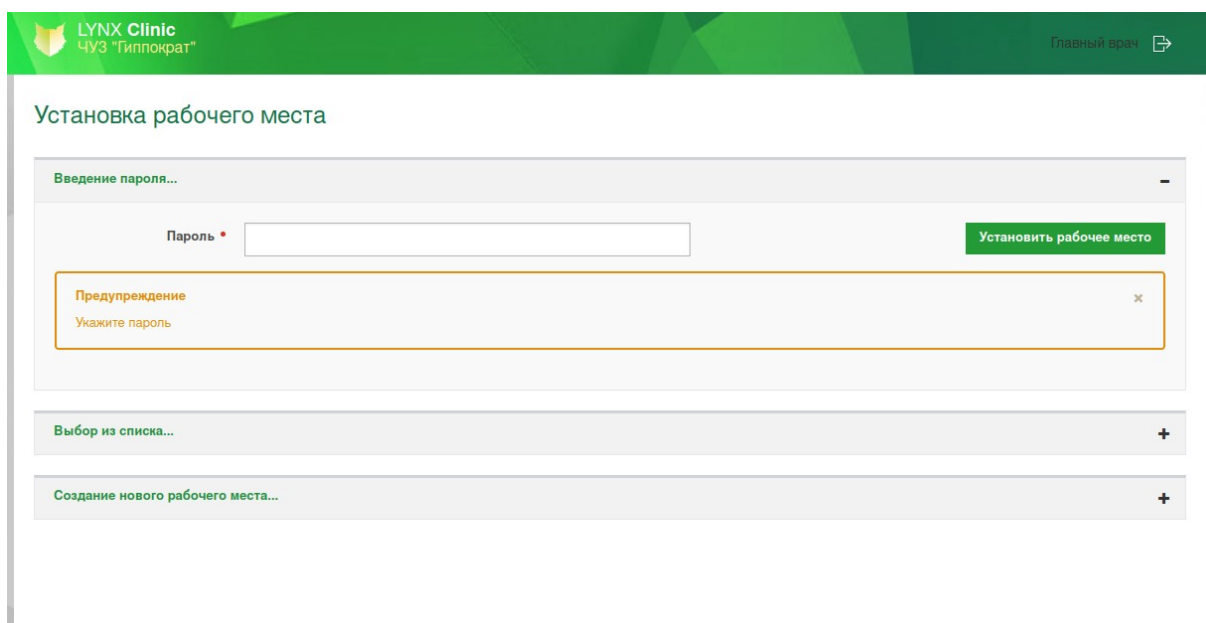 LYNX Clinic
ЧУЗ "Гиппократ"
Главный врач
Установка рабочего места
Введение пароля...
Пароль •
Установить рабочее место
Предупреждение
Укажите пароль
Выбор из списка...
Создание нового рабочего места...